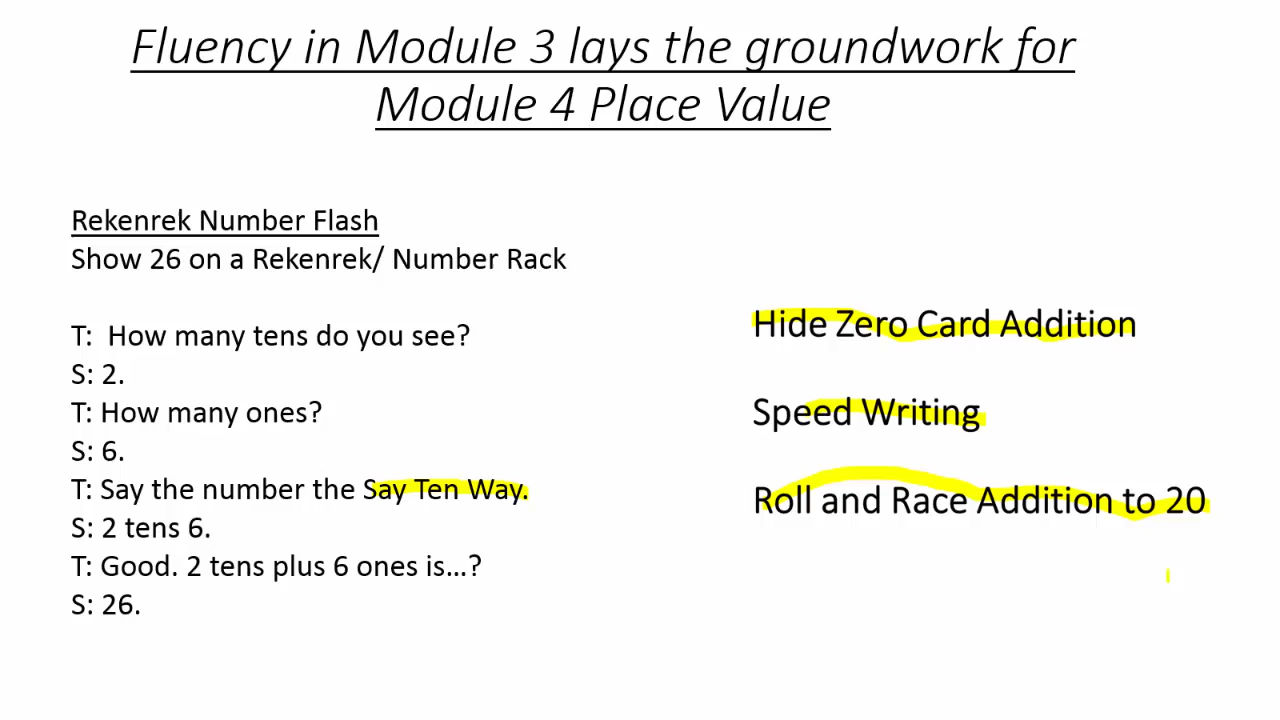 Fluency in Module 3 lays the groundwork for
Module 4 Place Value
Rekenrek Number Flash
Show 26 on a Rekenrek/ Number Rack
T:  How many tens do you see?
S: 2.
T: How many ones?
S: 6.
T: Say the number the Say Ten Way.
S: 2 tens 6.
T: Good. 2 tens plus 6 ones is…?
S: 26.
Hide Zero Card Addition
Speed Writing
Roll and Race Addition to 20